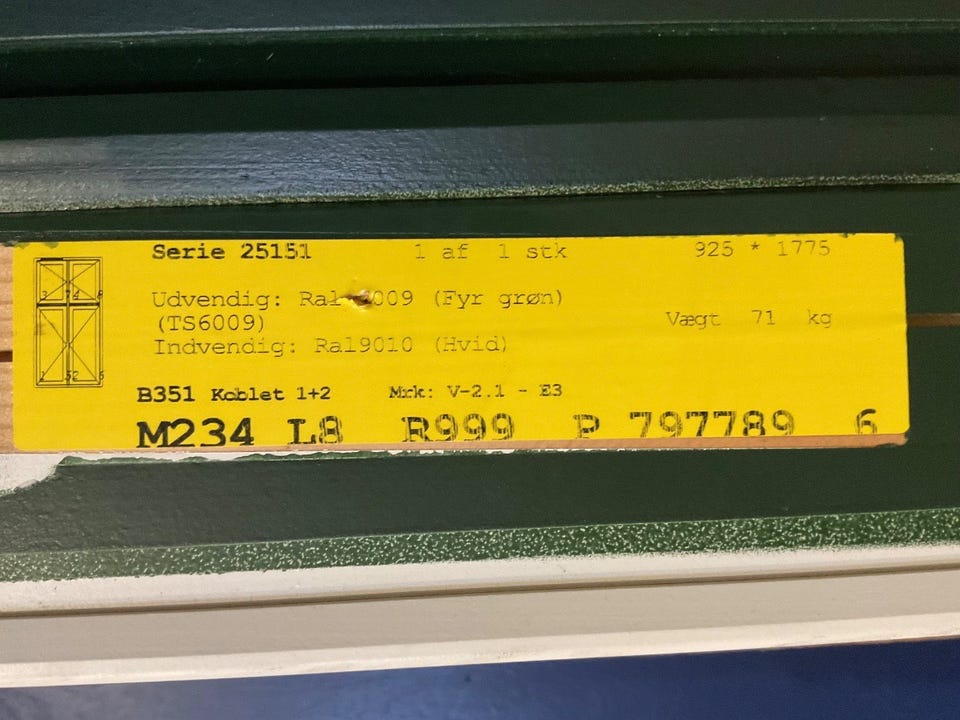 Serie 25151 1 af 1 stk 925 * 1775
Udvendig: (Fyr grøn)
(TS6009) Vægt 71 kg
Indvendig: Ral9010 (Hvid)
B351 Koblet 1+2 Mrk: V-2.1 - E3
M234 L8 R999 P 797789 6